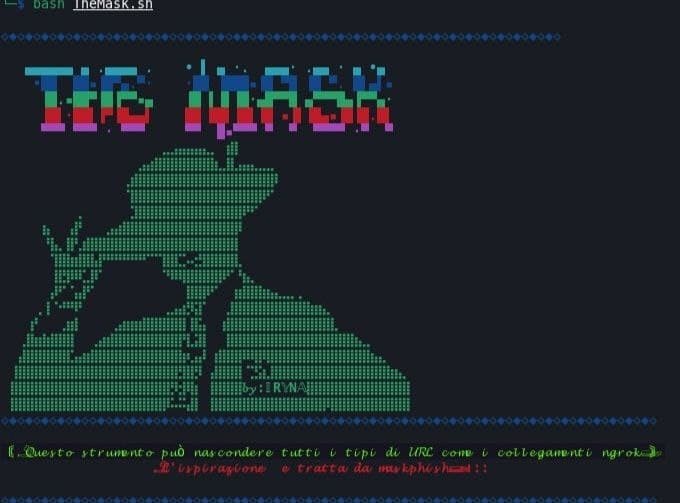 $ bash TheMask.sh
THE MASK
by:IRYNA
Questo strumento può nascondere tutti i tipi di URL come i collegamenti ngrok
L'ispirazione e tratta da maskphish !!